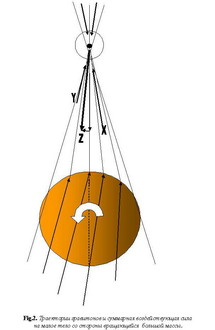 Y
X
Z
Fig.2. Траектории гравитонов и суммарная воздействующая сила
на малое тело со стороны вращающейся большой массы.